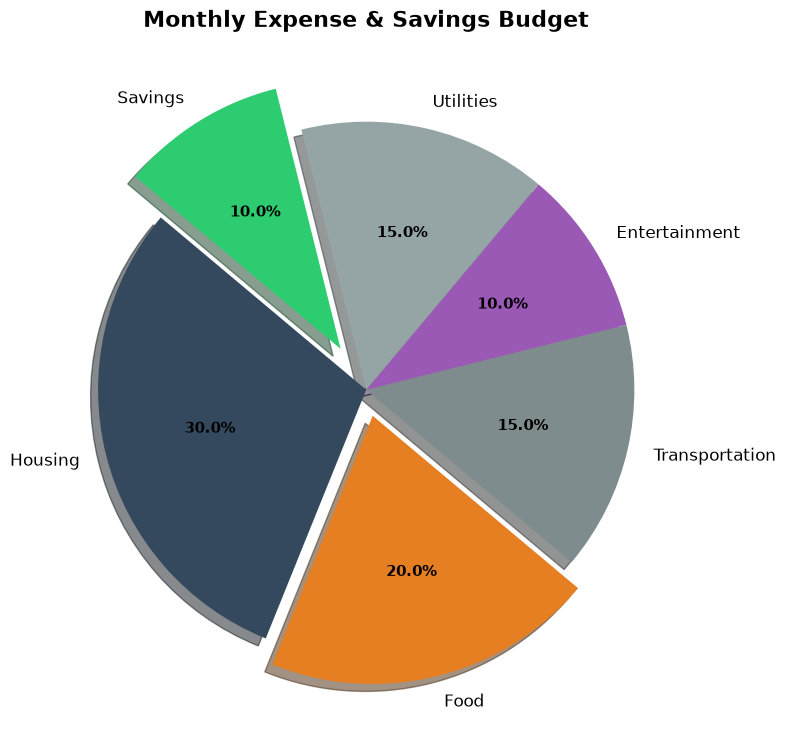 Monthly Expense & Savings Budget
Savings
Utilities
10.0%
15.0%
Entertainment
10.0%
30.0%
15.0%
Housing
Transportation
20.0%
Food